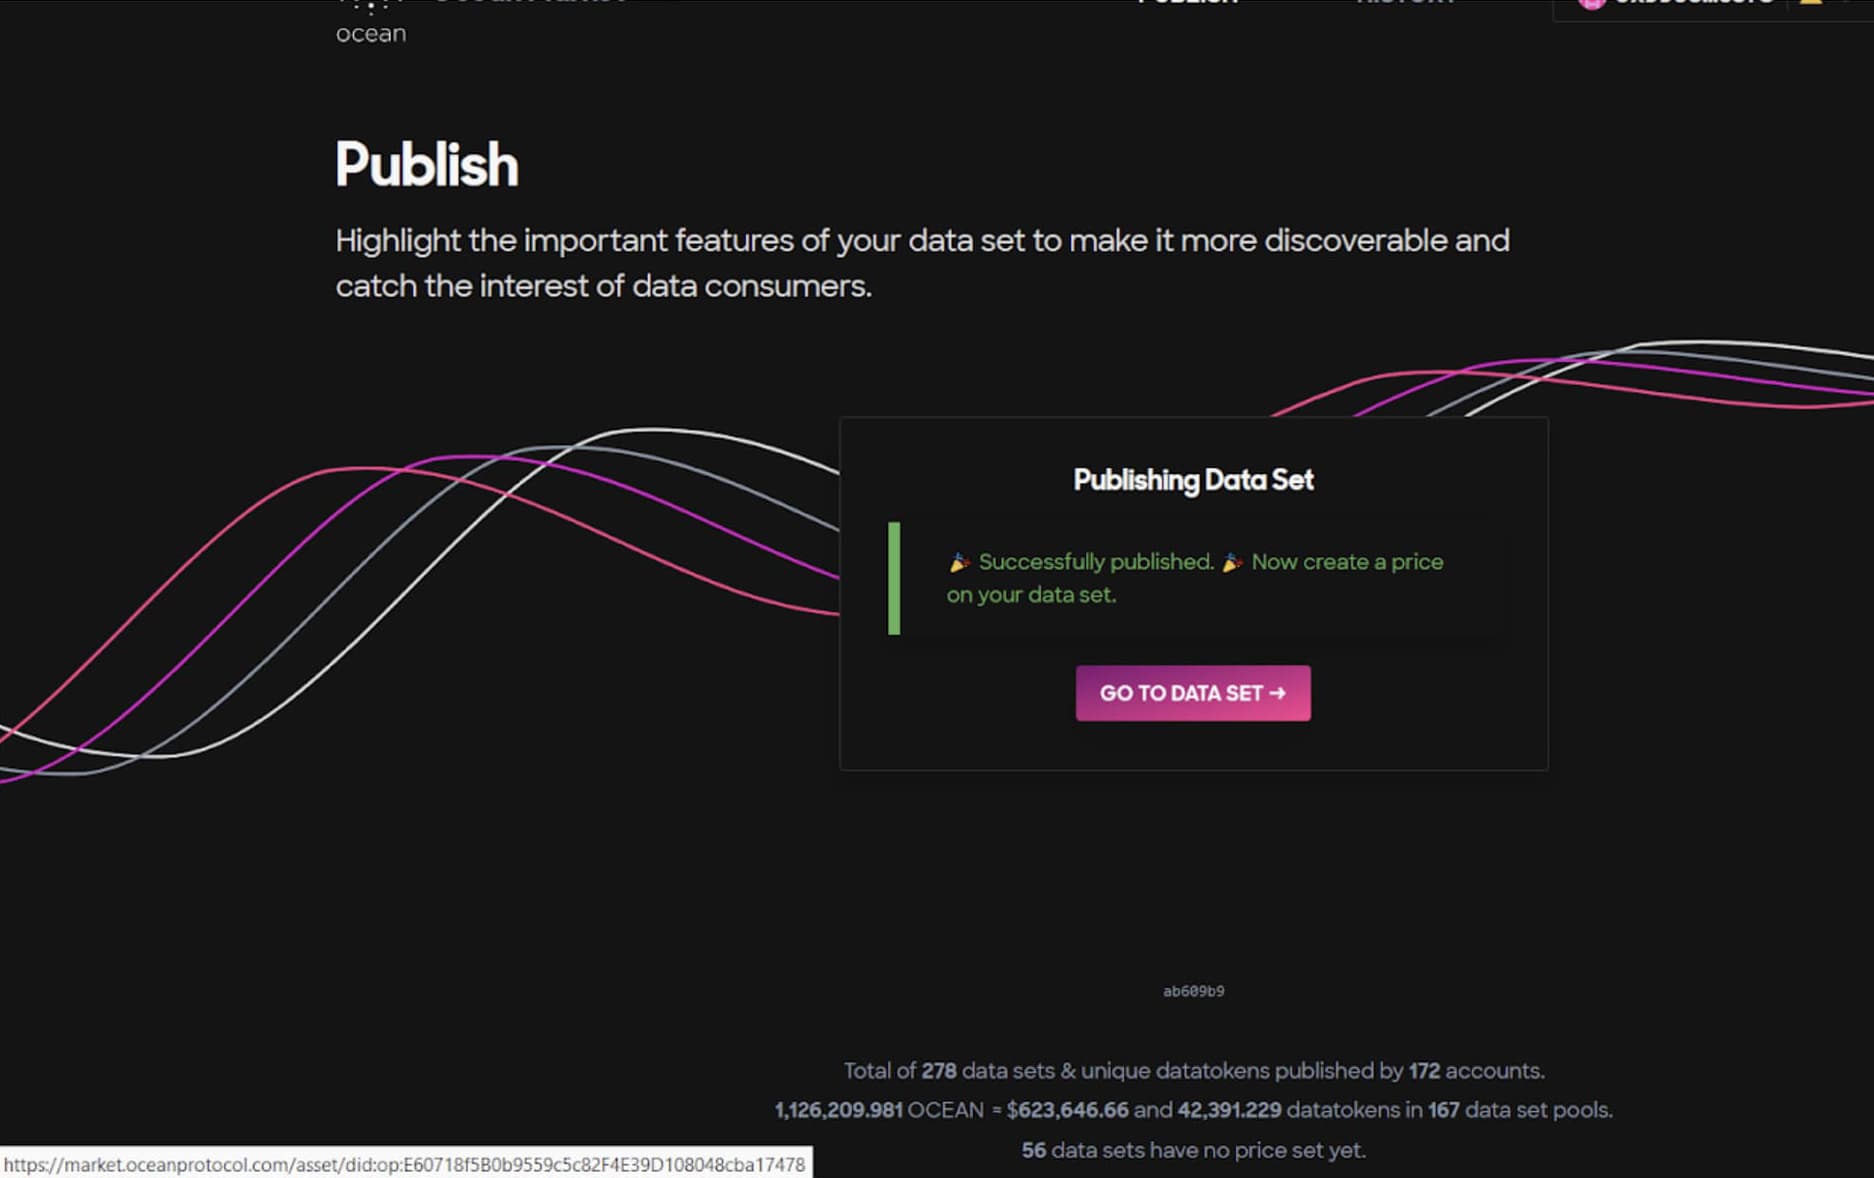 ocean
PUBLISH
HISTORY
Publish
Highlight the important features of your data set to make it more discoverable and
catch the interest of data consumers.
Publishing Data Set
🎉 Successfully published. 🎉 Now create a price
on your data set.
GO TO DATA SET →
ab609b9
Total of 278 data sets & unique datatokens published by 172 accounts.
1,126,209.981 OCEAN ≈ $623,646.66 and 42,391.229 datatokens in 167 data set pools.
56 data sets have no price set yet.
https://market.oceanprotocol.com/asset/did:op:E60718f5B0b9559c5c82F4E39D108048cba17478